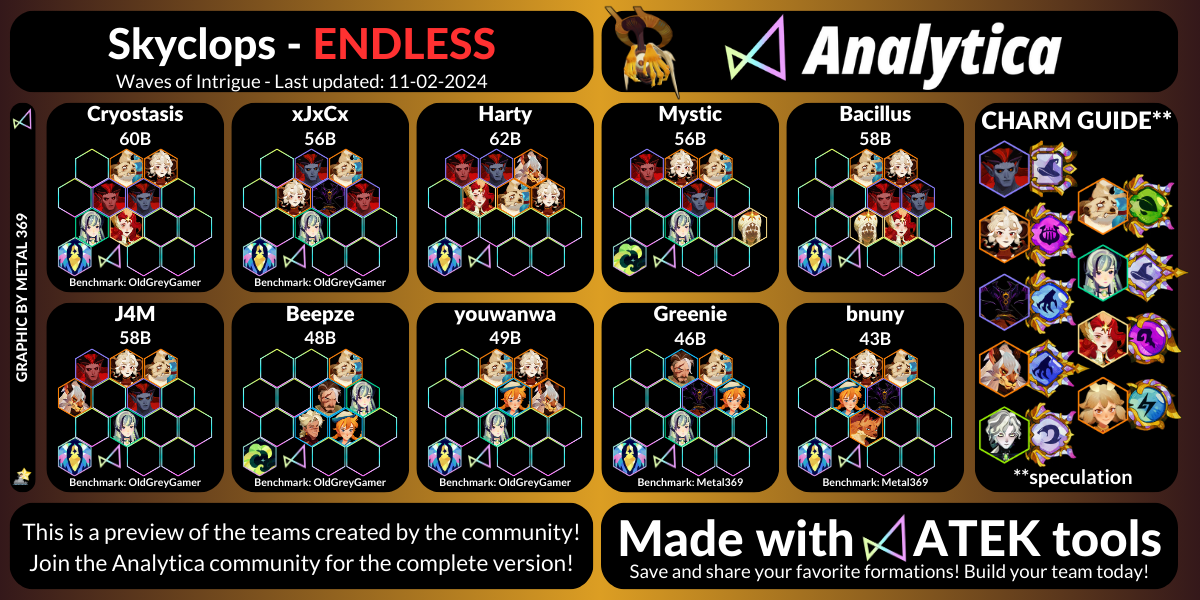 Skyclops - ENDLESS
Waves of Intrigue - Last updated: 11-02-2024
Analytica
GRAPHIC BY METAL 369
Cryostasis
60B
Benchmark: OldGreyGamer
xJxCx
56B
Benchmark: OldGreyGamer
Harty
62B
Mystic
56B
Bacillus
58B
J4M
58B
Benchmark: OldGreyGamer
Beepze
48B
Benchmark: OldGreyGamer
youwanwa
49B
Benchmark: OldGreyGamer
Greenie
46B
Benchmark: Metal369
bnuny
43B
Benchmark: Metal369
CHARM GUIDE**
**speculation
This is a preview of the teams created by the community!
Join the Analytica community for the complete version!
Made with ATEK tools
Save and share your favorite formations! Build your team today!